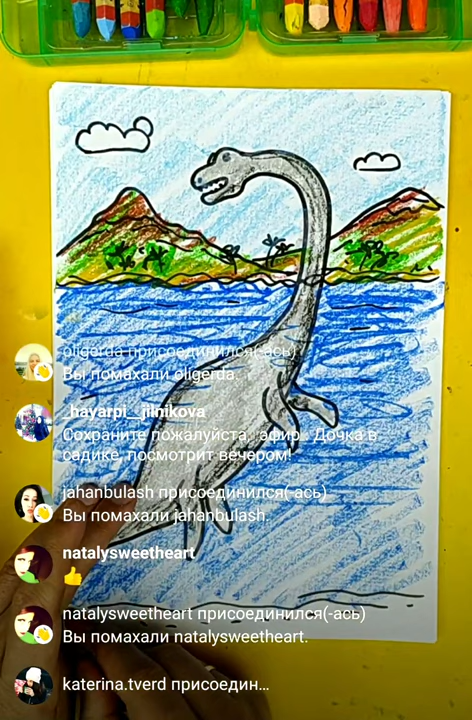 oligerda присоединился(-ась)
Вы помахали oligerda.
_hayarpi__jilnikova
Сохраните пожалуйста,  эфир . Дочка в
садике, посмотрит вечером!
jahanbulash присоединился(-ась)
Вы помахали jahanbulash.
natalysweetheart
natalysweetheart присоединился(-ась)
Вы помахали natalysweetheart.
katerina.tverd присоедин…